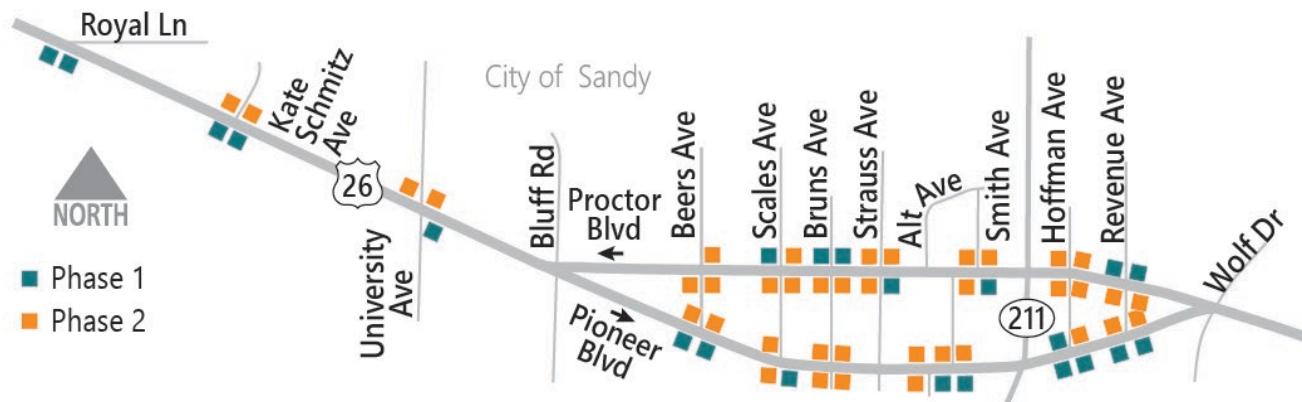 Royal Ln
Kate
Schmitz
Ave
City of Sandy
26
University
Ave
Bluff Rd
Proctor
Blvd
Pioneer
Blvd
Beers Ave
Scales Ave
Bruns Ave
Strauss Ave
Alt Ave
Smith Ave
Hoffman Ave
Revenue Ave
Wolf Dr
211
NORTH
Phase 1
Phase 2